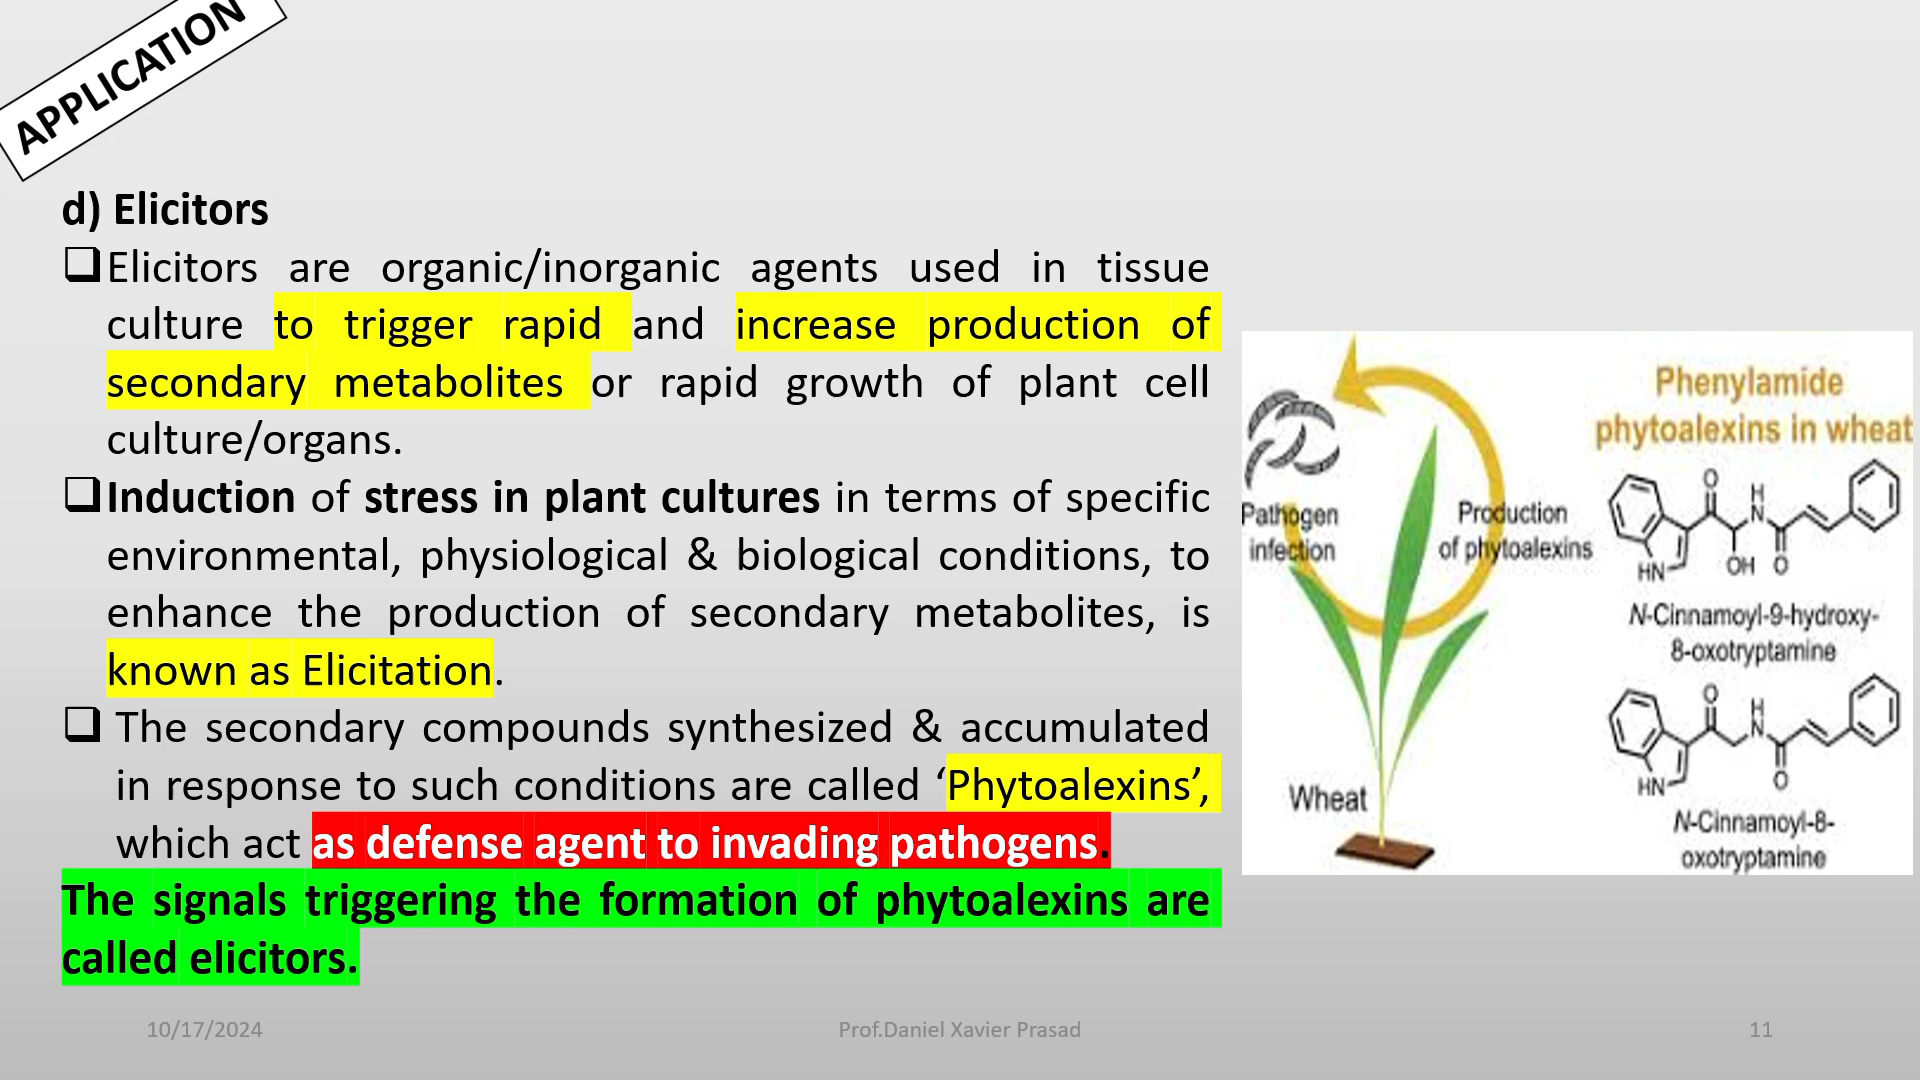 APPLICATION
d) Elicitors
❑Elicitors are organic/inorganic agents used in tissue
culture to trigger rapid and increase production of
secondary metabolites or rapid growth of plant cell
culture/organs.
❑Induction of stress in plant cultures in terms of specific
environmental, physiological & biological conditions, to
enhance the production of secondary metabolites, is
known as Elicitation.
❑ The secondary compounds synthesized & accumulated
in response to such conditions are called ‘Phytoalexins’,
which act as defense agent to invading pathogens.
The signals triggering the formation of phytoalexins are
called elicitors.
Pathogen
infection
Production
of phytoalexins
Wheat
Phenylamide
phytoalexins in wheat
O
H
N
HN
OH
O
N-Cinnamoyl-9-hydroxy-
8-oxotryptamine
O
H
N
HN
O
N-Cinnamoyl-8-
oxotryptamine
10/17/2024
Prof.Daniel Xavier Prasad
11